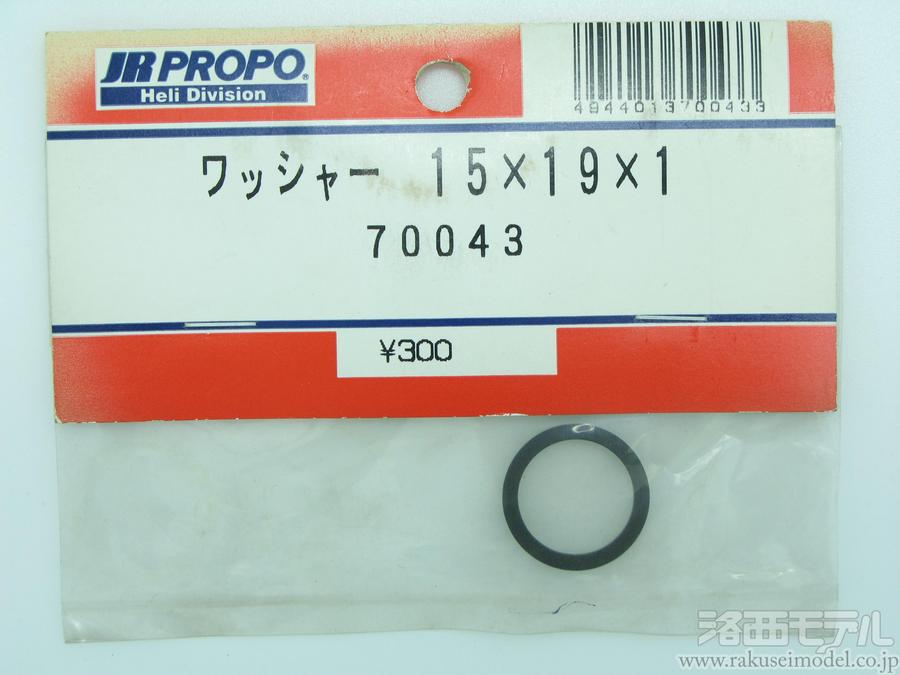 JR PROPO®
Heli Division
4944013700433
ワッシャー 15×19×1
70043
¥300
洛西モデル
www.rakuseimodel.co.jp